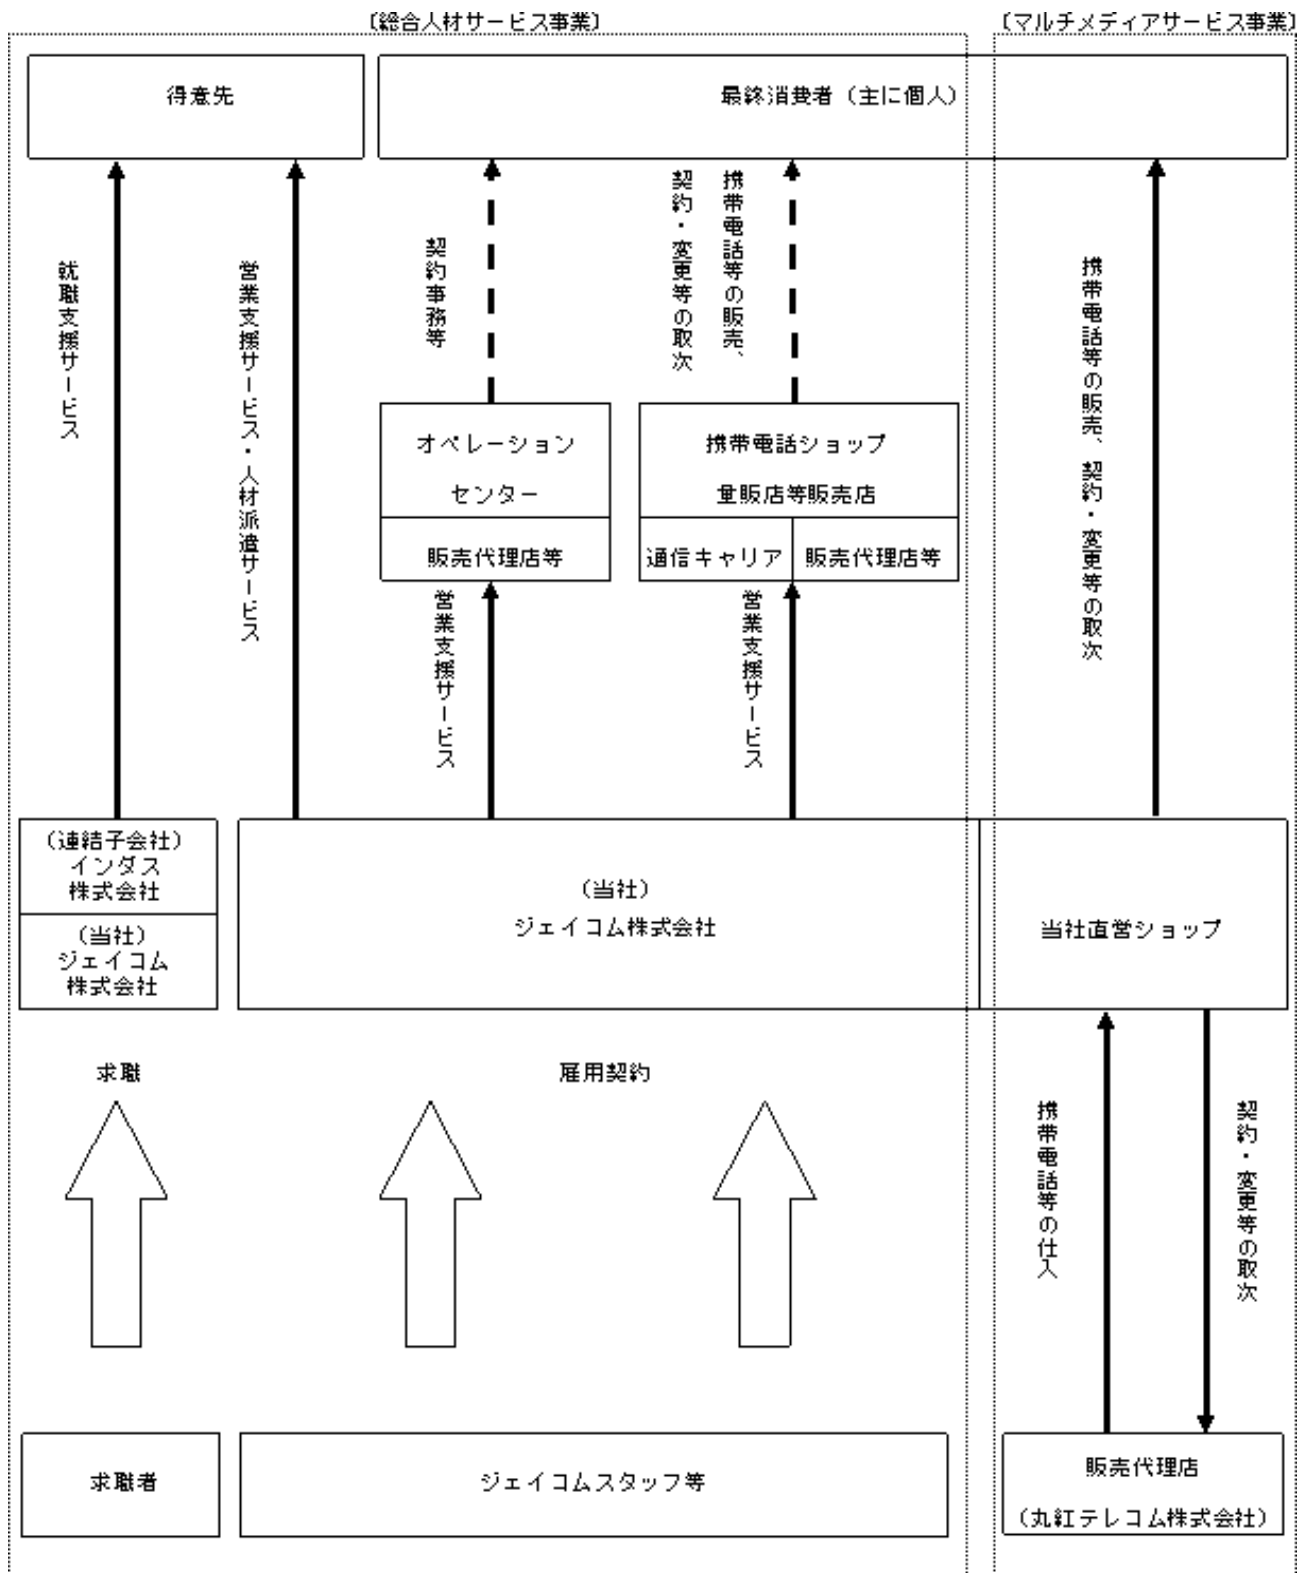 〔総合人材サービス事業〕
〔マルチメディアサービス事業〕
得意先
最終消費者（主に個人）
就職支援サービス
営業支援サービス・人材派遣サービス
契約事務等
携帯電話等の販売、
契約・変更等の取次
携帯電話等の販売、契約・変更等の取次
オペレーション
センター
販売代理店等
携帯電話ショップ
量販店等販売店
通信キャリア
販売代理店等
営業支援サービス
営業支援サービス
（連結子会社）
インダス
株式会社
（当社）
ジェイコム
株式会社
（当社）
ジェイコム株式会社
当社直営ショップ
求職
雇用契約
携帯電話等の仕入
契約・変更等の取次
求職者
ジェイコムスタッフ等
販売代理店
（丸紅テレコム株式会社）